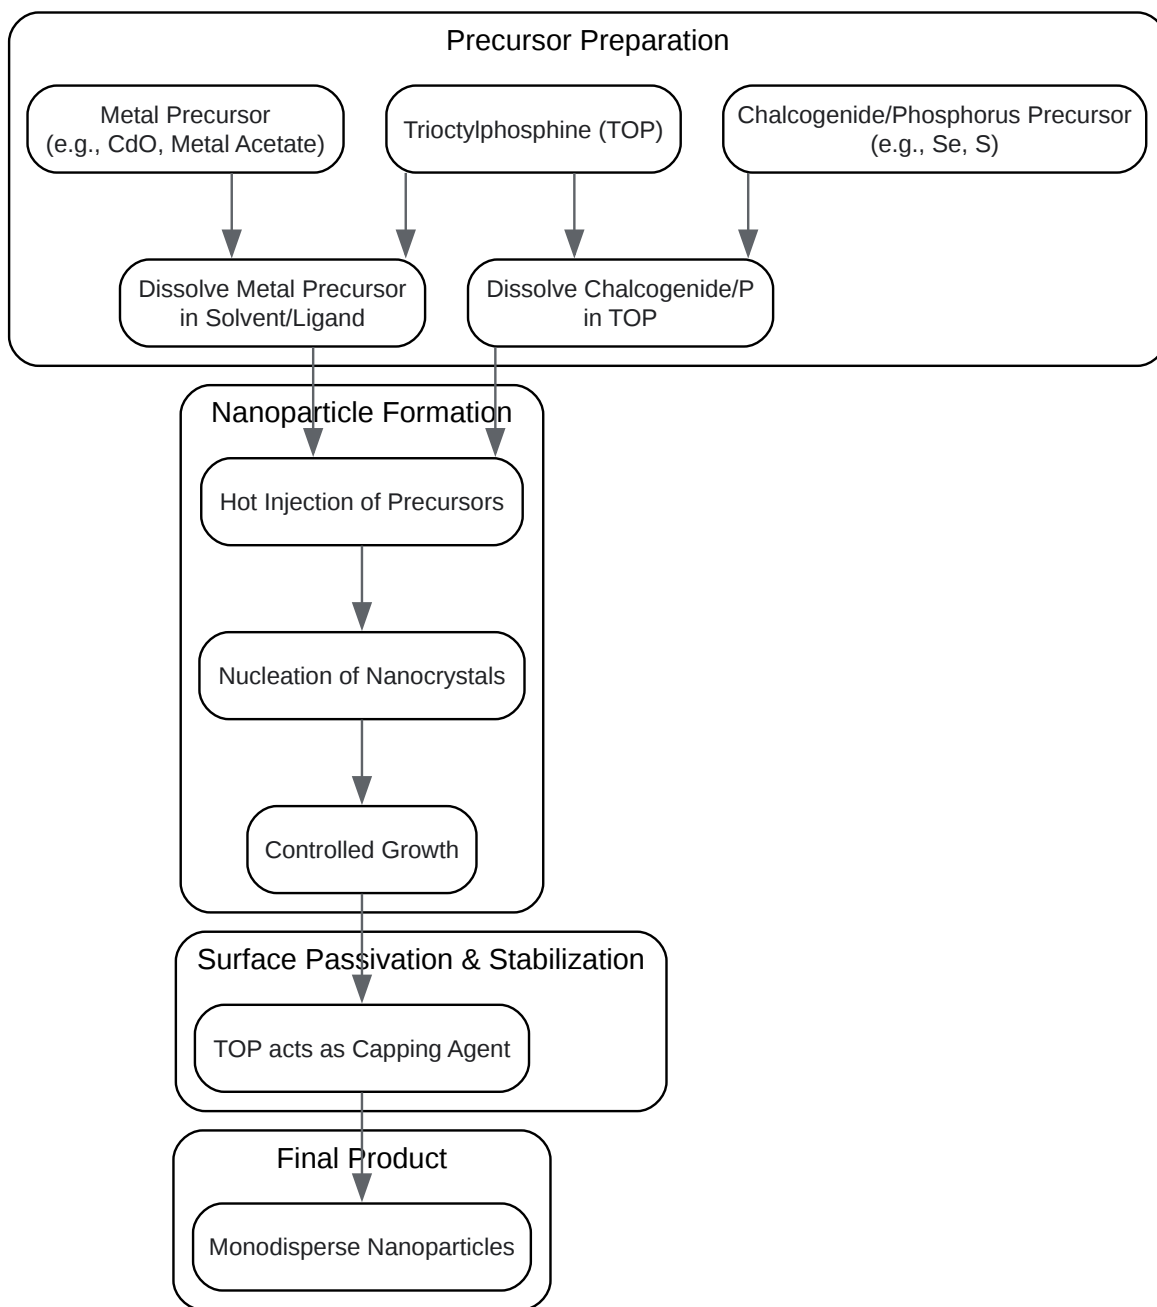 Precursor Preparation
Metal Precursor
(e.g., CdO, Metal Acetate)
Trioctylphosphine (TOP)
Chalcogenide/Phosphorus Precursor
(e.g., Se, S)
Dissolve Metal Precursor
in Solvent/Ligand
Dissolve Chalcogenide/P
in TOP
Nanoparticle Formation
Hot Injection of Precursors
Nucleation of Nanocrystals
Controlled Growth
Surface Passivation & Stabilization
TOP acts as Capping Agent
Final Product
Monodisperse Nanoparticles